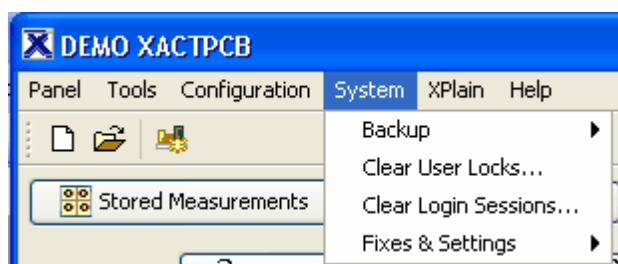 DEMO XACTPCB
Panel Tools Configuration System XPlain Help
Backup
Clear User Locks...
Stored Measurements
Clear Login Sessions...
Fixes & Settings